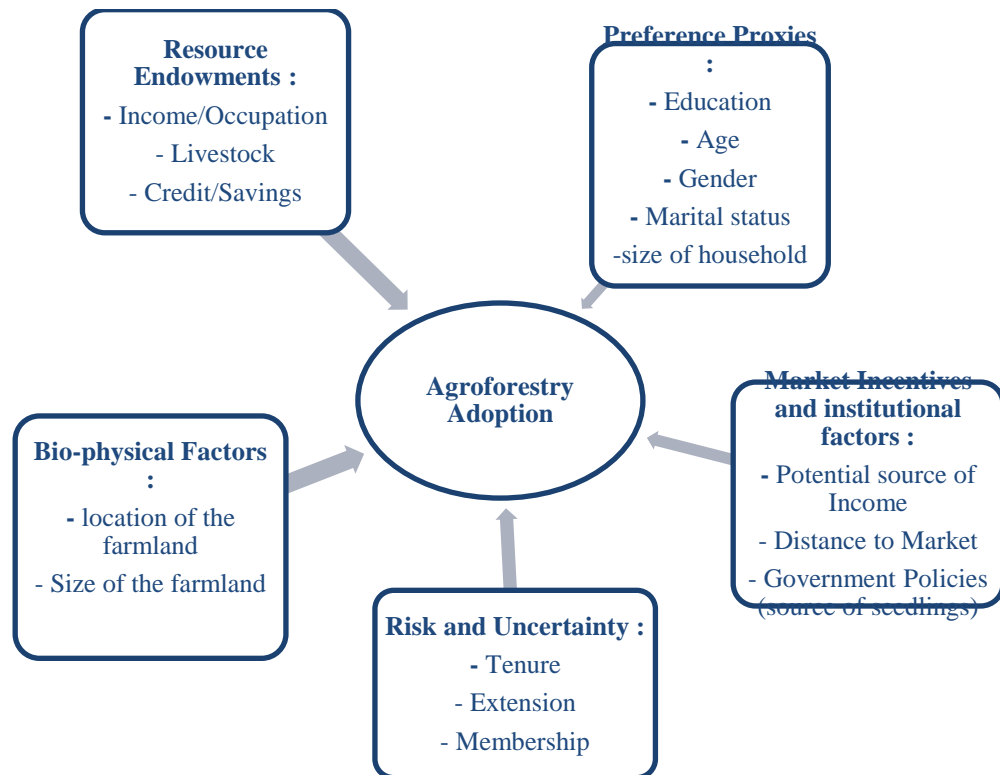 Resource
Endowments :
- Income/Occupation
- Livestock
- Credit/Savings
Preference Proxies
:
- Education
- Age
- Gender
- Marital status
-size of household
Agroforestry
Adoption
Market Incentives
and institutional
factors :
- Potential source of
Income
- Distance to Market
- Government Policies
(source of seedlings)
Bio-physical Factors
:
- location of the
farmland
- Size of the farmland
Risk and Uncertainty :
- Tenure
- Extension
- Membership